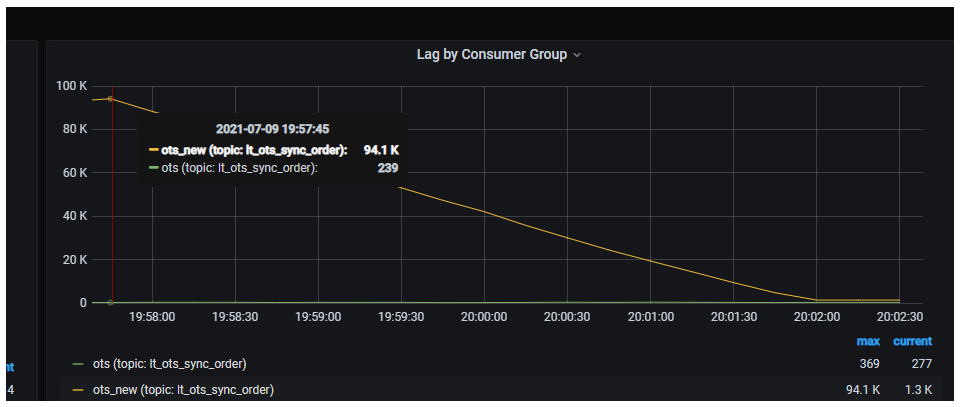 Lag by Consumer Group
100 K
80 K
60 K
40 K
20 K
0
2021-07-09 19:57:45
ots_new (topic: lt_ots_sync_order): 94.1 K
ots (topic: lt_ots_sync_order): 239
19:58:00 19:58:30 19:59:00 19:59:30 20:00:00 20:00:30 20:01:00 20:01:30 20:02:00 20:02:30
max current
ots (topic: lt_ots_sync_order) 369 277
nt
4
ots_new (topic: lt_ots_sync_order) 94.1 K 1.3 K